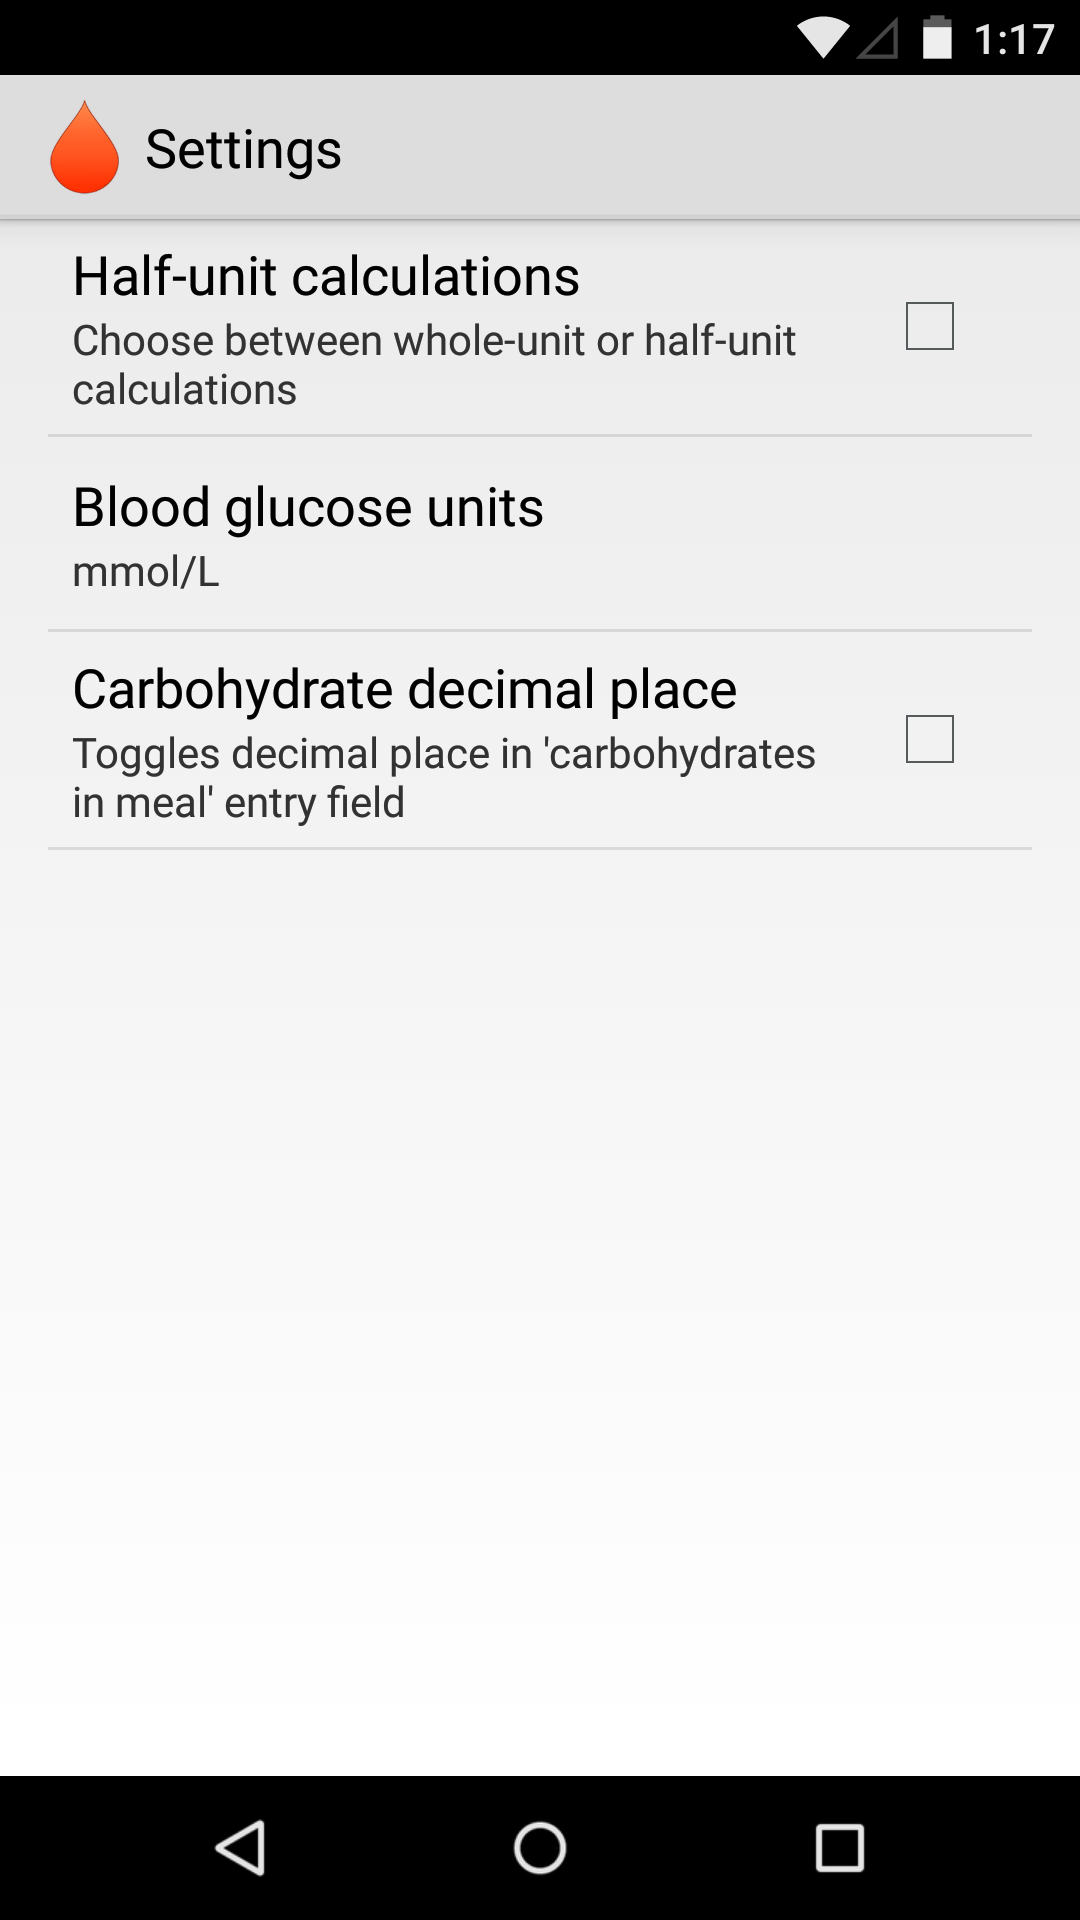 1:17
Settings
Half-unit calculations
Choose between whole-unit or half-unit
calculations
Blood glucose units
mmol/L
Carbohydrate decimal place
Toggles decimal place in 'carbohydrates
in meal' entry field